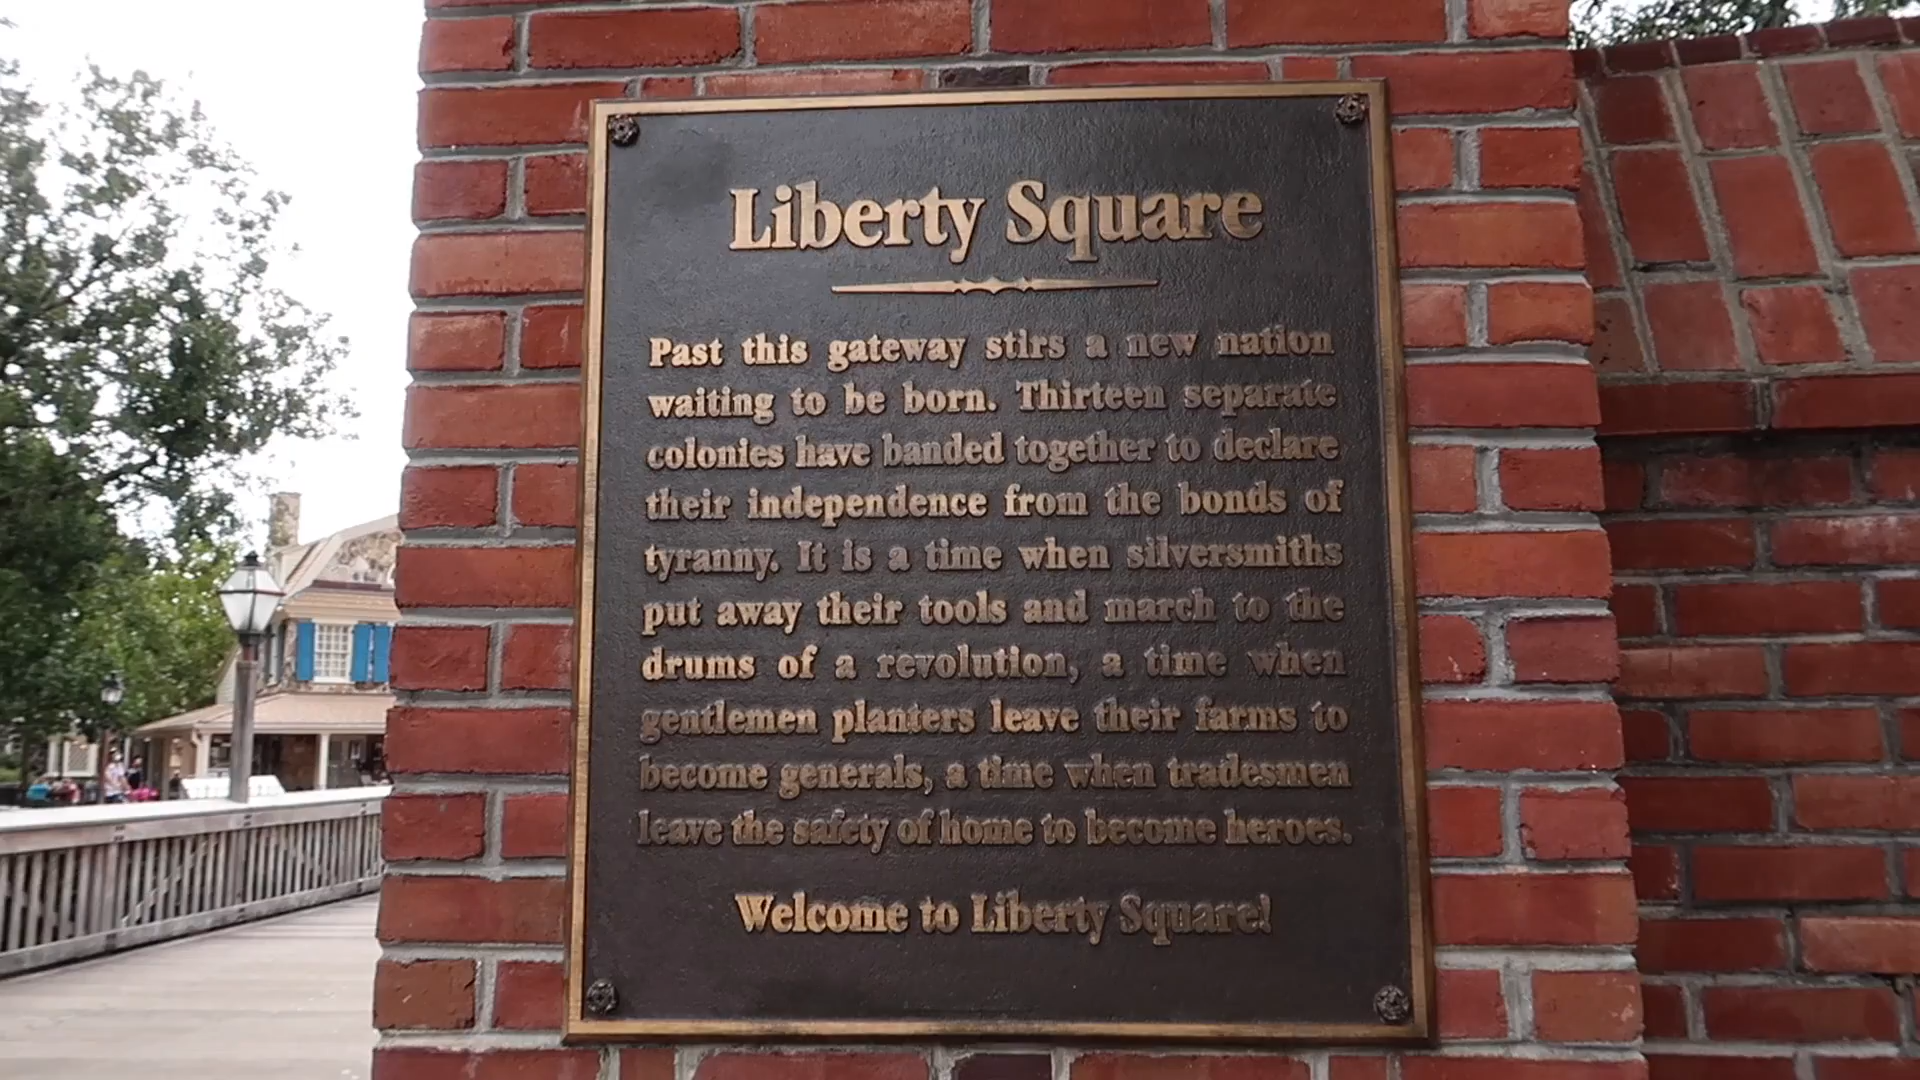 Liberty Square
Past this gateway stirs a new nation
waiting to be born. Thirteen separate
colonies have banded together to declare
their independence from the bonds of
tyranny. It is a time when silversmiths
put away their tools and march to the
drums of a revolution, a time when
gentlemen planters leave their farms to
become generals, a time when tradesmen
leave the safety of home to become heroes.
Welcome to Liberty Square!